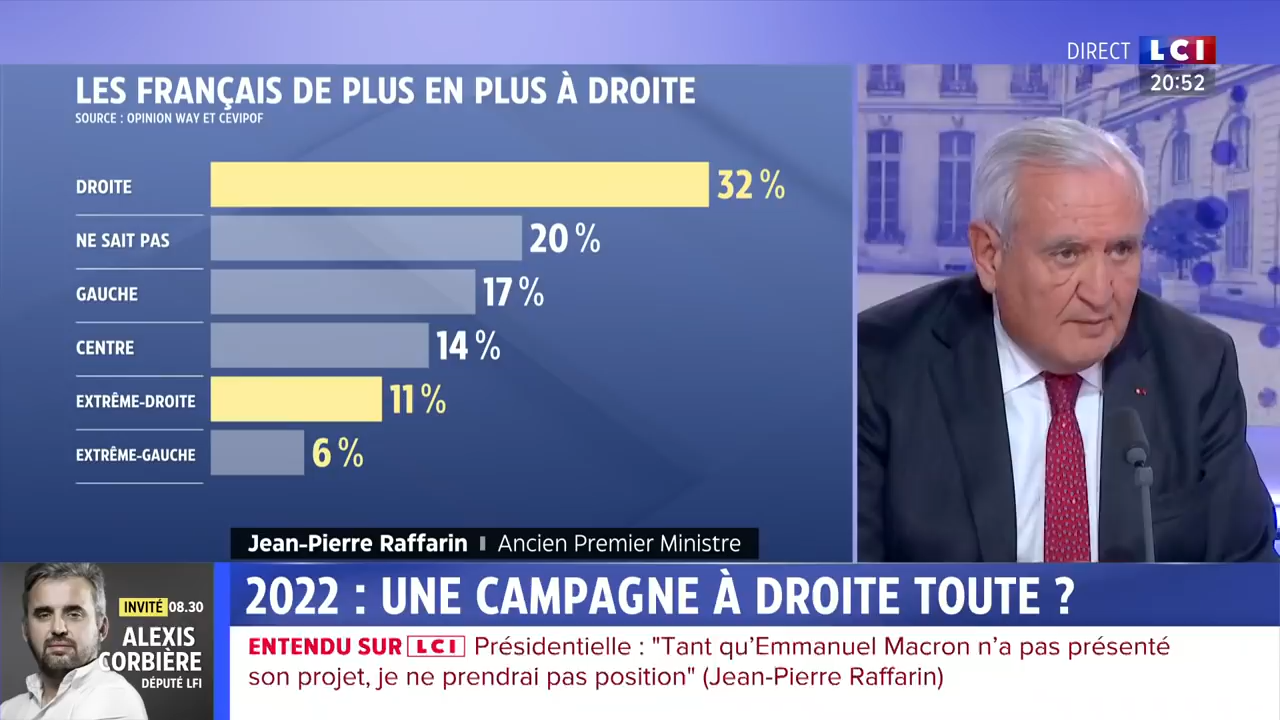 DIRECT LCI
20:52
LES FRANÇAIS DE PLUS EN PLUS À DROITE
SOURCE : OPINION WAY ET CEVIPOF
DROITE 32 %
NE SAIT PAS 20 %
GAUCHE 17 %
CENTRE 14 %
EXTRÊME-DROITE 11 %
EXTRÊME-GAUCHE 6 %
Jean-Pierre Raffarin Ancien Premier Ministre
INVITÉ 08.30
ALEXIS
CORBIÈRE
DÉPUTÉ LFI
2022 : UNE CAMPAGNE À DROITE TOUTE ?
ENTENDU SUR LCI Présidentielle : "Tant qu’Emmanuel Macron n’a pas présenté
son projet, je ne prendrai pas position" (Jean-Pierre Raffarin)